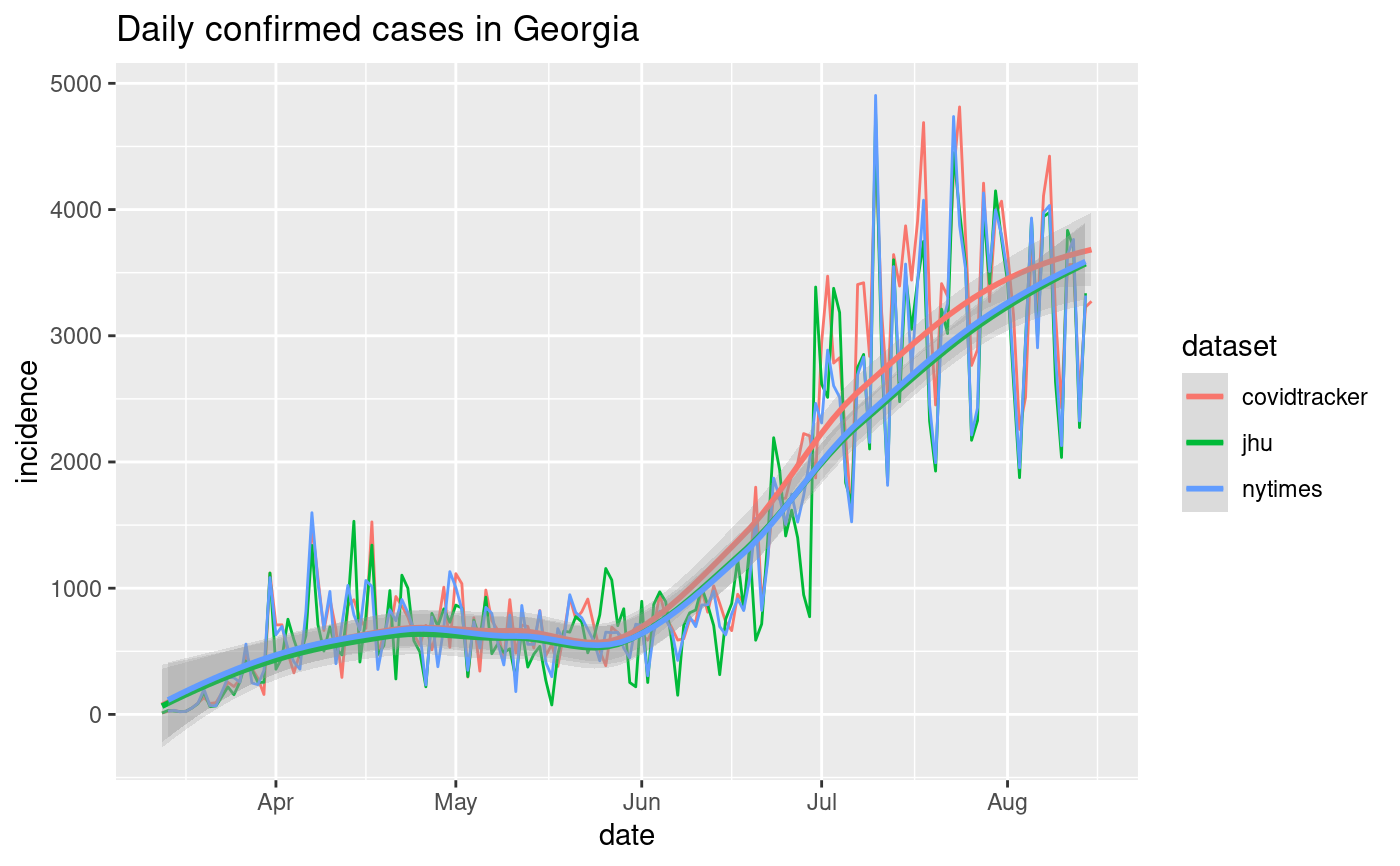 Daily confirmed cases in Georgia
5000
4000
3000
2000
1000
0
incidence
Apr May Jun Jul Aug
date
dataset
covidtracker
jhu
nytimes